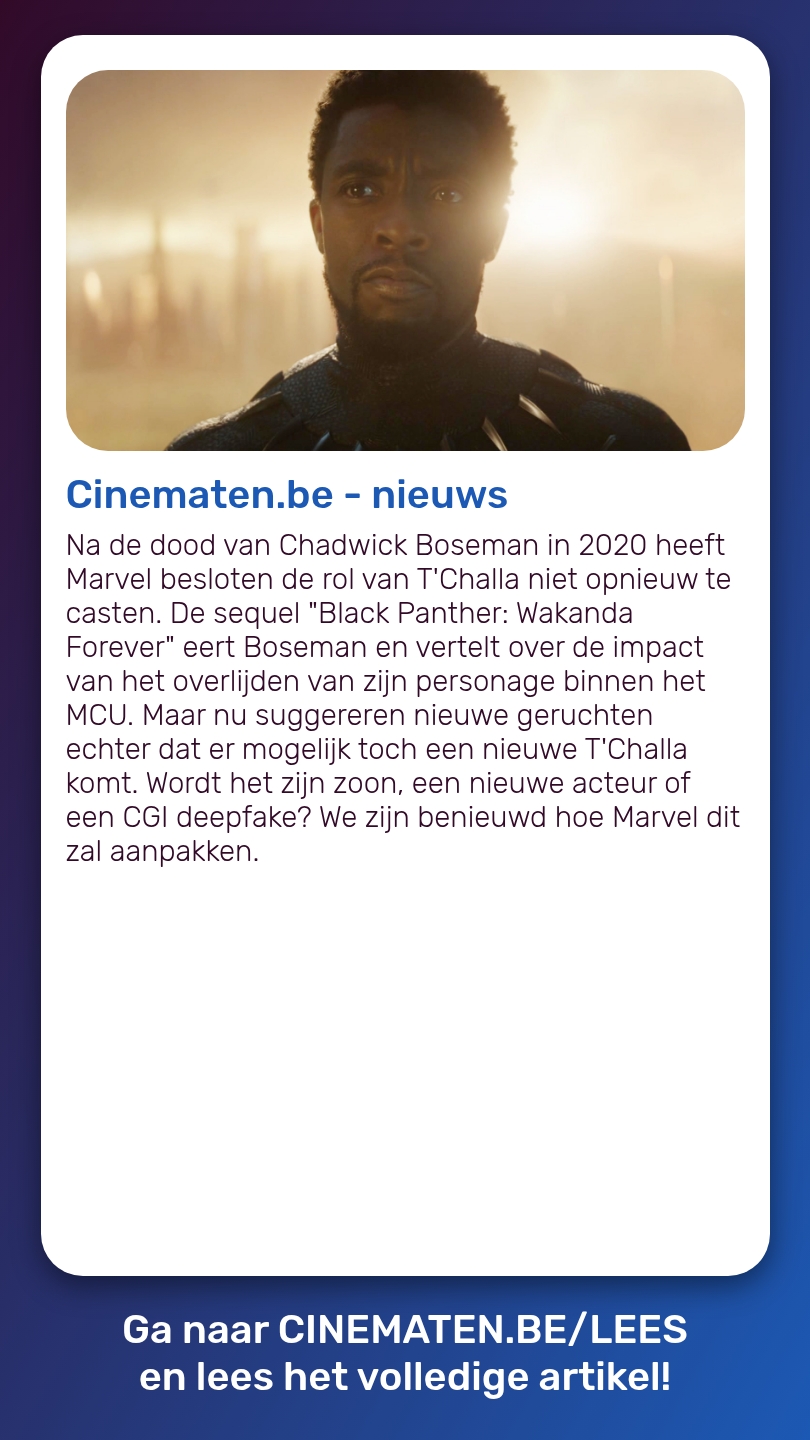 Cinematen.be - nieuws
Na de dood van Chadwick Boseman in 2020 heeft
Marvel besloten de rol van T'Challa niet opnieuw te
casten. De sequel "Black Panther: Wakanda
Forever" eert Boseman en vertelt over de impact
van het overlijden van zijn personage binnen het
MCU. Maar nu suggereren nieuwe geruchten
echter dat er mogelijk toch een nieuwe T'Challa
komt. Wordt het zijn zoon, een nieuwe acteur of
een CGI deepfake? We zijn benieuwd hoe Marvel dit
zal aanpakken.
Ga naar CINEMATEN.BE/LEES
en lees het volledige artikel!